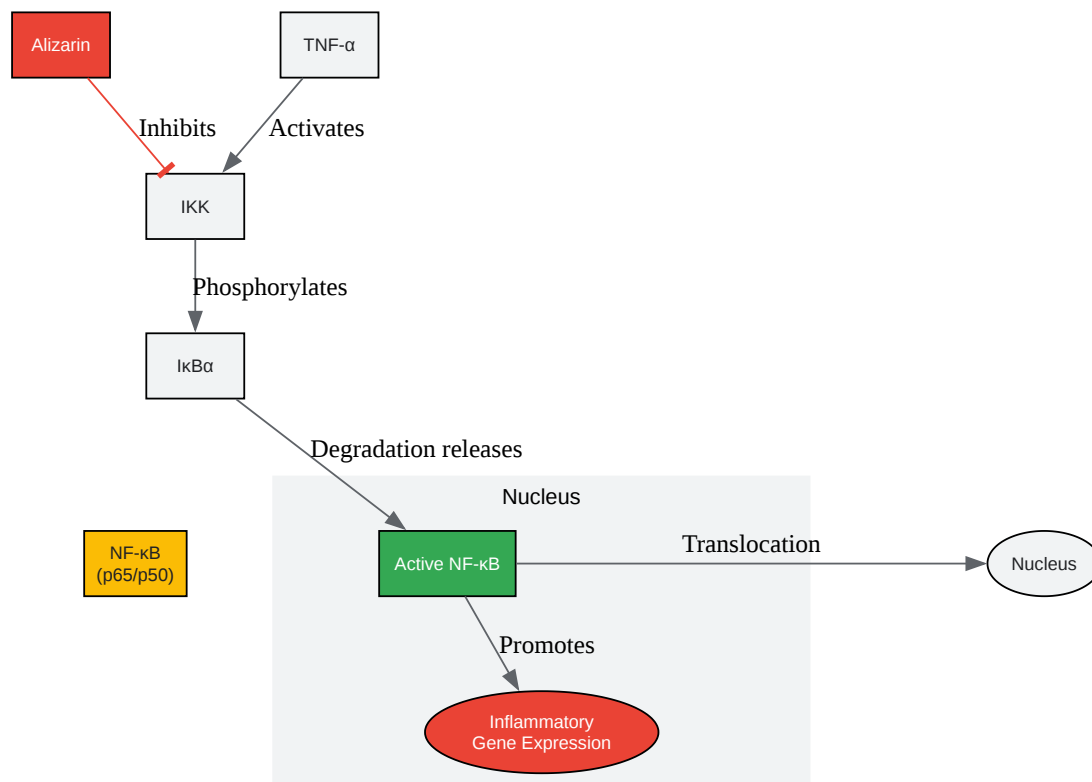 Alizarin
TNF-α
Inhibits
Activates
IKK
Phosphorylates
IκBα
Degradation releases
Nucleus
NF-κB
(p65/p50)
Active NF-κB
Translocation
Nucleus
Promotes
Inflammatory
Gene Expression